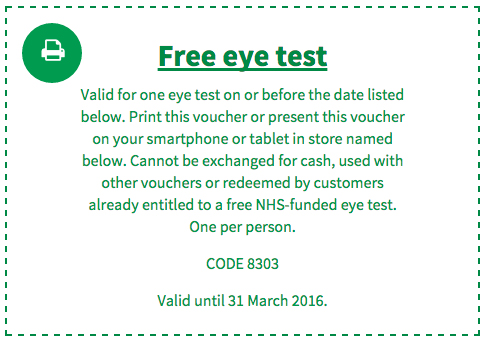 Free eye test
Valid for one eye test on or before the date listed
below. Print this voucher or present this voucher
on your smartphone or tablet in store named
below. Cannot be exchanged for cash, used with
other vouchers or redeemed by customers
already entitled to a free NHS-funded eye test.
One per person.
CODE 8303
Valid until 31 March 2016.